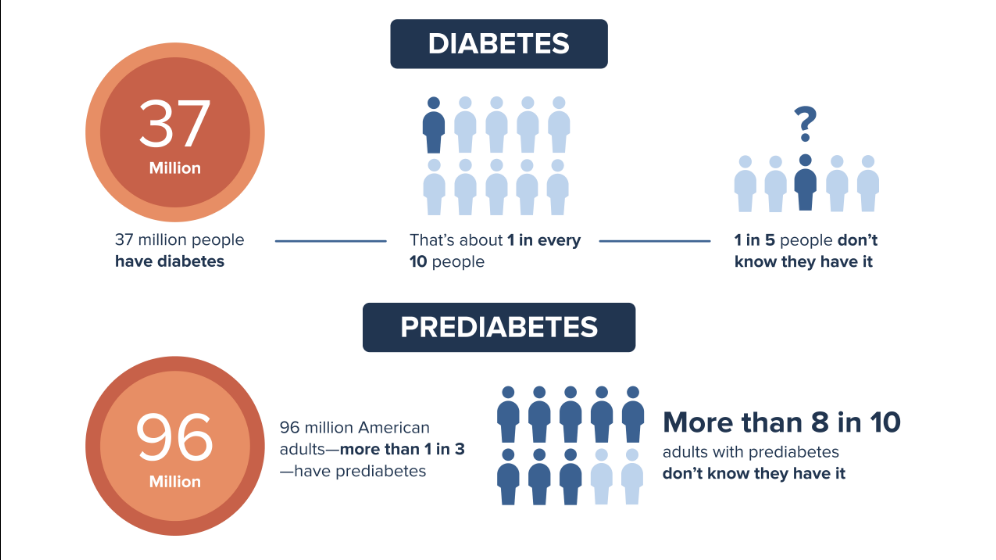 DIABETES
37
Million
?
37 million people
have diabetes
That's about 1 in every
10 people
1 in 5 people don't
know they have it
PREDIABETES
96
Million
96 million American
adults—more than 1 in 3
—have prediabetes
More than 8 in 10
adults with prediabetes
don't know they have it